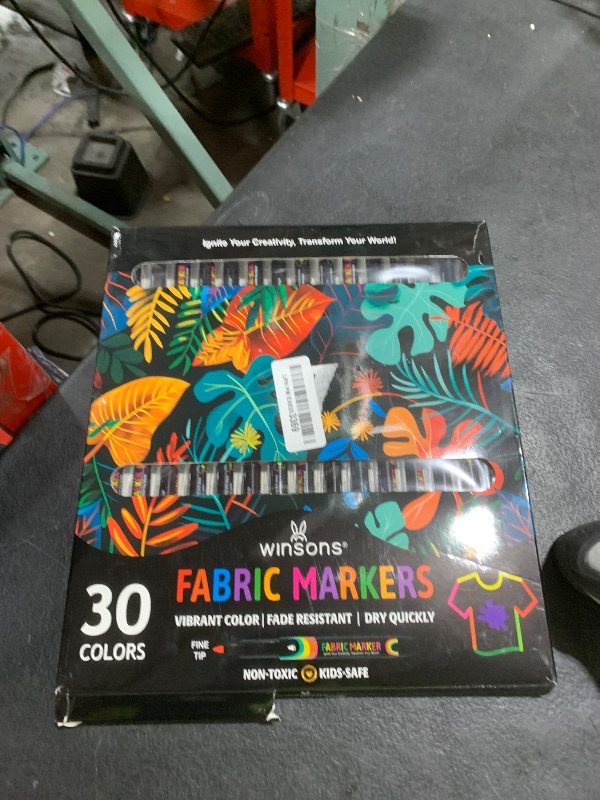 Ignite Your Creativity, Transform Your World!
winsons®
FABRIC MARKERS
30
COLORS
VIBRANT COLOR | FADE RESISTANT | DRY QUICKLY
FINE
TIP
FABRIC MARKER
NON-TOXIC KIDS-SAFE